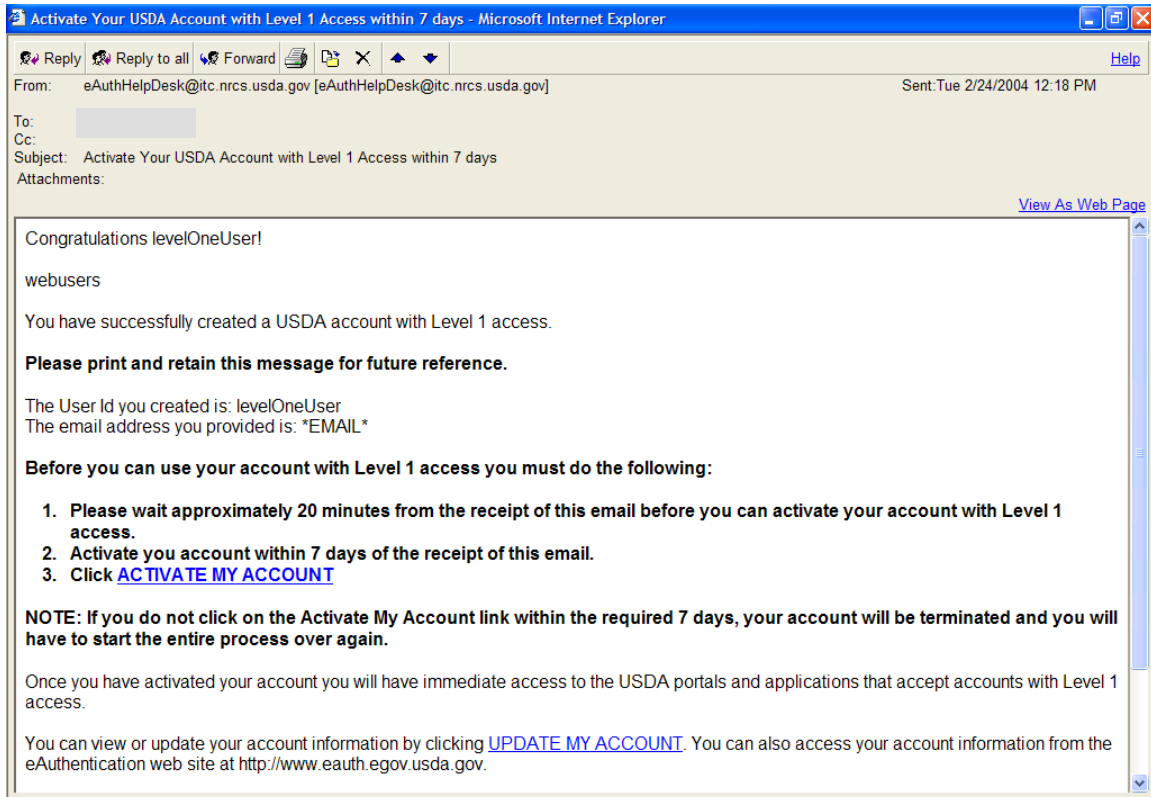 Activate Your USDA Account with Level 1 Access within 7 days - Microsoft Internet Explorer
Reply Reply to all Forward Help
From: eAuthHelpDesk@itc.nrcs.usda.gov [eAuthHelpDesk@itc.nrcs.usda.gov] Sent:Tue 2/24/2004 12:18 PM
To:
Cc:
Subject: Activate Your USDA Account with Level 1 Access within 7 days
Attachments:
View As Web Page
Congratulations levelOneUser!
webusers
You have successfully created a USDA account with Level 1 access.
Please print and retain this message for future reference.
The User Id you created is: levelOneUser
The email address you provided is: *EMAIL*
Before you can use your account with Level 1 access you must do the following:
1. Please wait approximately 20 minutes from the receipt of this email before you can activate your account with Level 1
access.
2. Activate you account within 7 days of the receipt of this email.
3. Click ACTIVATE MY ACCOUNT
NOTE: If you do not click on the Activate My Account link within the required 7 days, your account will be terminated and you will
have to start the entire process over again.
Once you have activated your account you will have immediate access to the USDA portals and applications that accept accounts with Level 1
access.
You can view or update your account information by clicking UPDATE MY ACCOUNT. You can also access your account information from the
eAuthentication web site at http://www.eauth.egov.usda.gov.